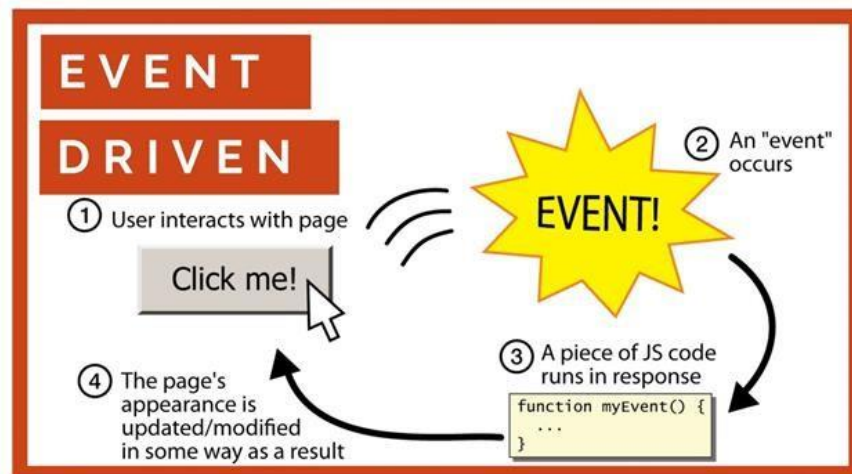 EVENT
DRIVEN
① User interacts with page
Click me!
EVENT!
② An "event"
occurs
③ A piece of JS code
runs in response
function myEvent() {
...
}
④ The page's
appearance is
updated/modified
in some way as a result